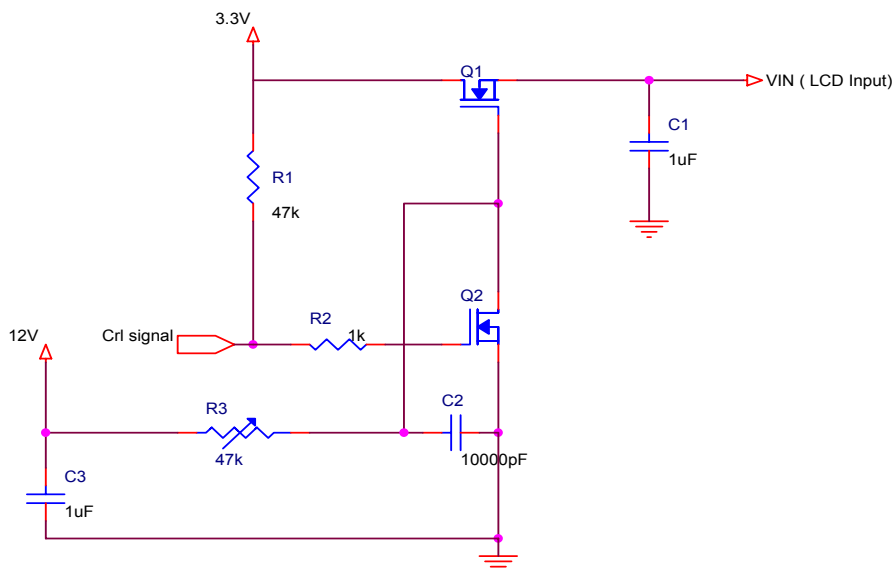 3.3V
Q1
VIN ( LCD Input)
C1
1uF
R1
47k
Q2
12V
Crl signal
R2
1k
R3
47k
C2
10000pF
C3
1uF